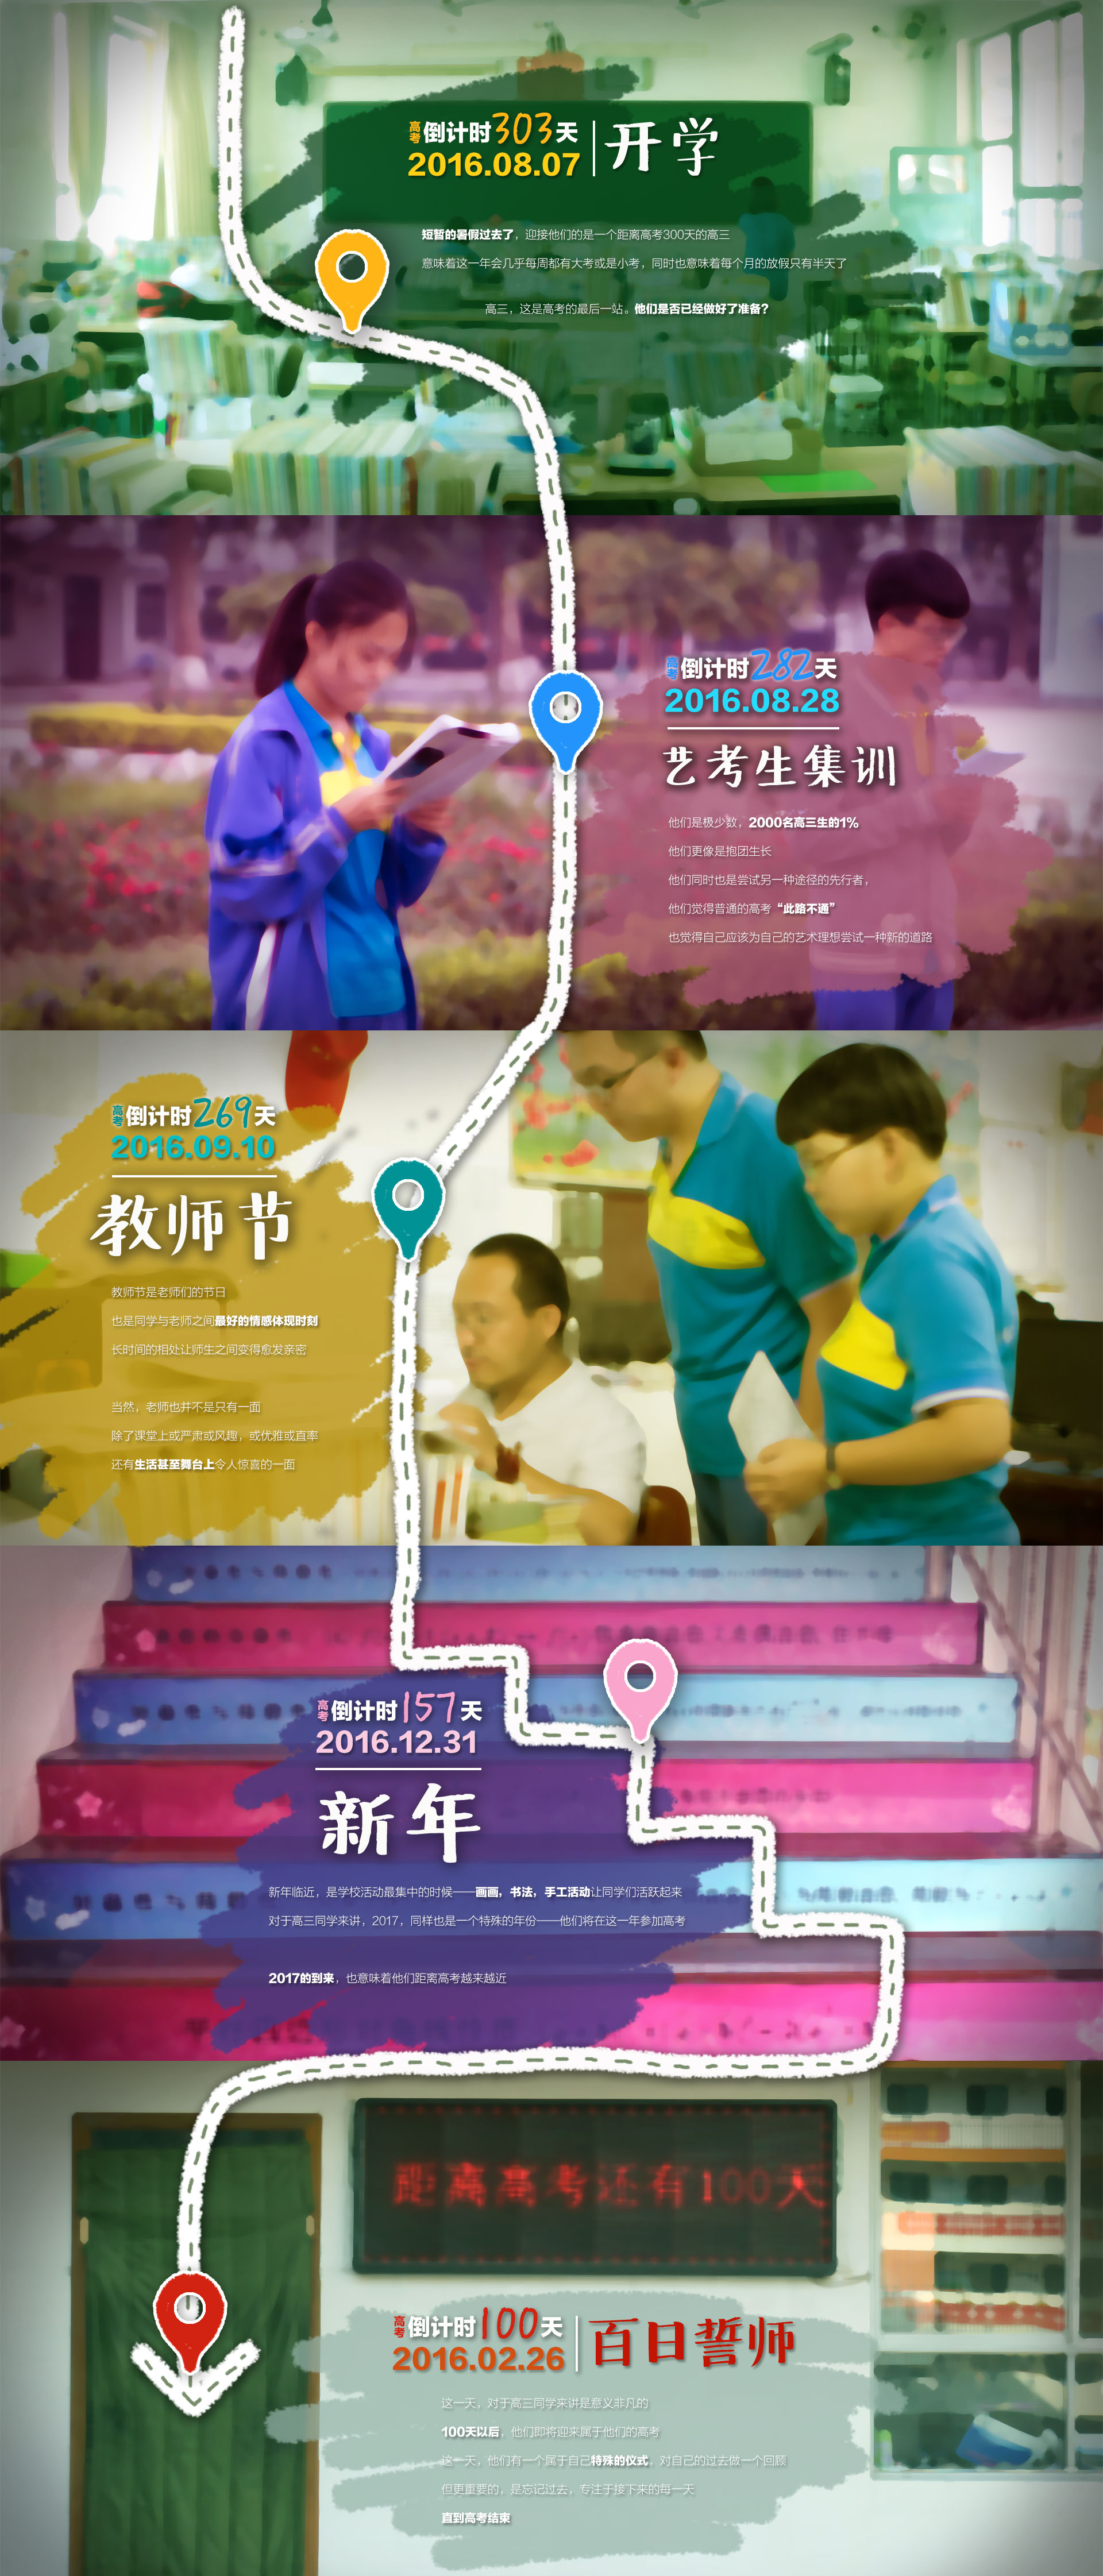 高考倒计时303天
2016.08.07
开学
短暂的暑假过去了，迎接他们的是一个距离高考300天的高三
意味着这一年会几乎每周都有大考或是小考，同时也意味着每个月的放假只有半天了
高三，这是高考的最后一站。他们是否已经做好了准备？
高考倒计时282天
2016.08.28
艺考生集训
他们是极少数，2000名高三生的1%
他们更像是抱团生长
他们同时也是尝试另一种途径的先行者，
他们觉得普通的高考“此路不通”
也觉得自己应该为自己的艺术理想尝试一种新的道路
高考倒计时269天
2016.09.10
教师节
教师节是老师们的节日
也是同学与老师之间最好的情感体现时刻
长时间的相处让师生之间变得愈发亲密
当然，老师也并不是只有一面
除了课堂上或严肃或风趣，或优雅或直率
还有生活甚至舞台上令人惊喜的一面
高考倒计时157天
2016.12.31
新年
新年临近，是学校活动最集中的时候——画画，书法，手工活动让同学们活跃起来
对于高三同学来讲，2017，同样也是一个特殊的年份——他们将在这一年参加高考
2017的到来，也意味着他们距离高考越来越近
距离高考还有100天
高考倒计时100天
2016.02.26
百日誓师
这一天，对于高三同学来讲是意义非凡的
100天以后，他们即将迎来属于他们的高考
这一天，他们有一个属于自己特殊的仪式，对自己的过去做一个回顾
但更重要的，是忘记过去，专注于接下来的每一天
直到高考结束